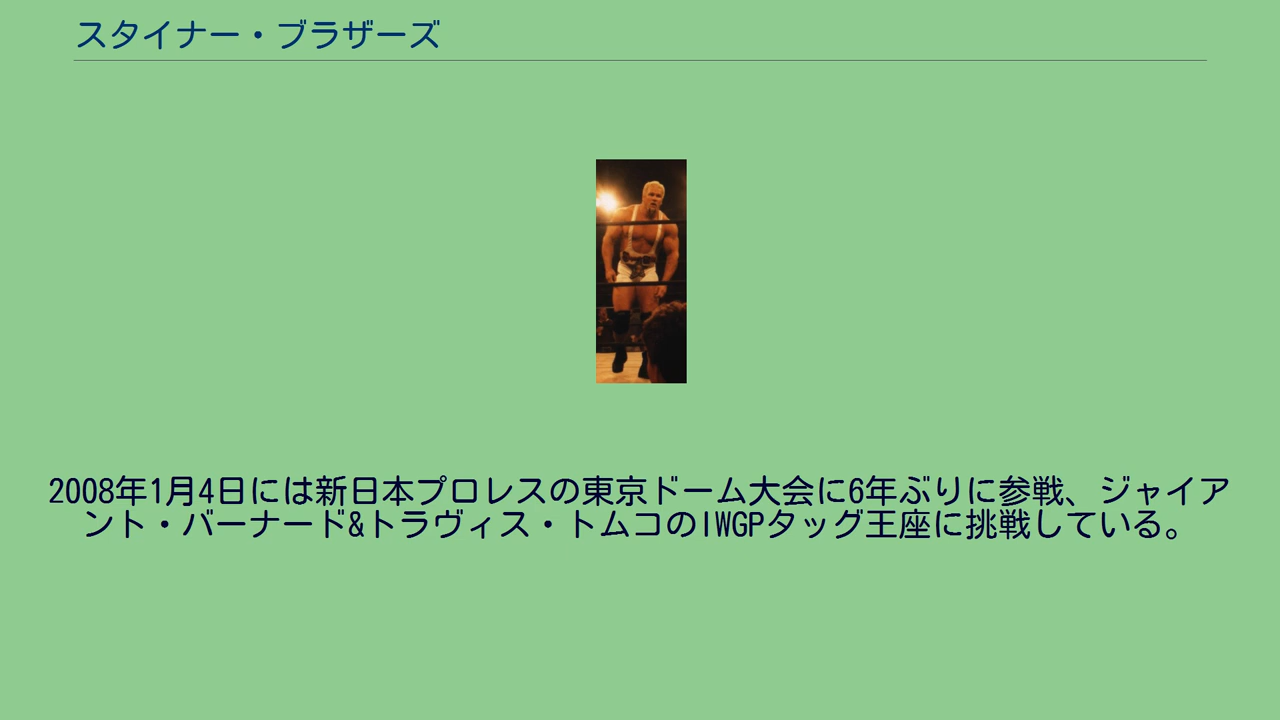 スタイナー・ブラザーズ
2008年1月4日には新日本プロレスの東京ドーム大会に6年ぶりに参戦、ジャイア
ント・バーナード&トラヴィス・トムコのIWGPタッグ王座に挑戦している。